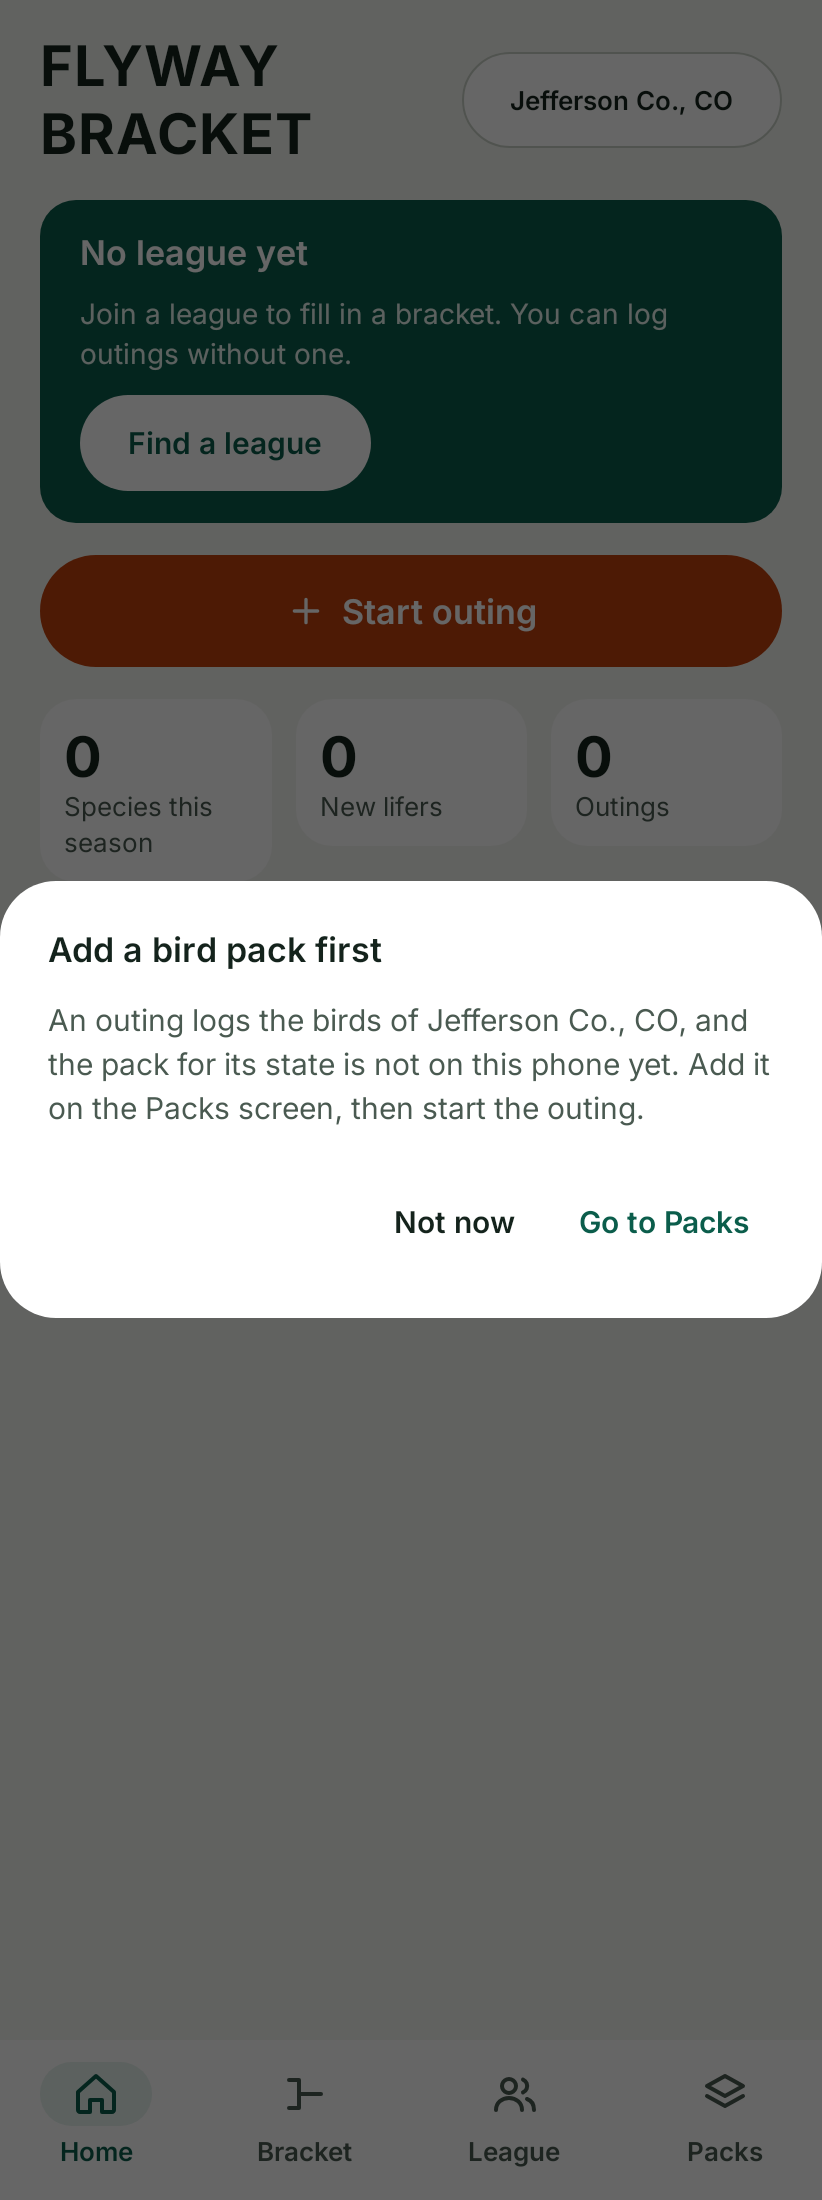 FLYWAY
BRACKET
Jefferson Co., CO
No league yet
Join a league to fill in a bracket. You can log
outings without one.
Find a league
Start outing
0
Species this
season
0
New lifers
0
Outings
Add a bird pack first
An outing logs the birds of Jefferson Co., CO, and
the pack for its state is not on this phone yet. Add it
on the Packs screen, then start the outing.
Not now
Go to Packs
Home
Bracket
League
Packs